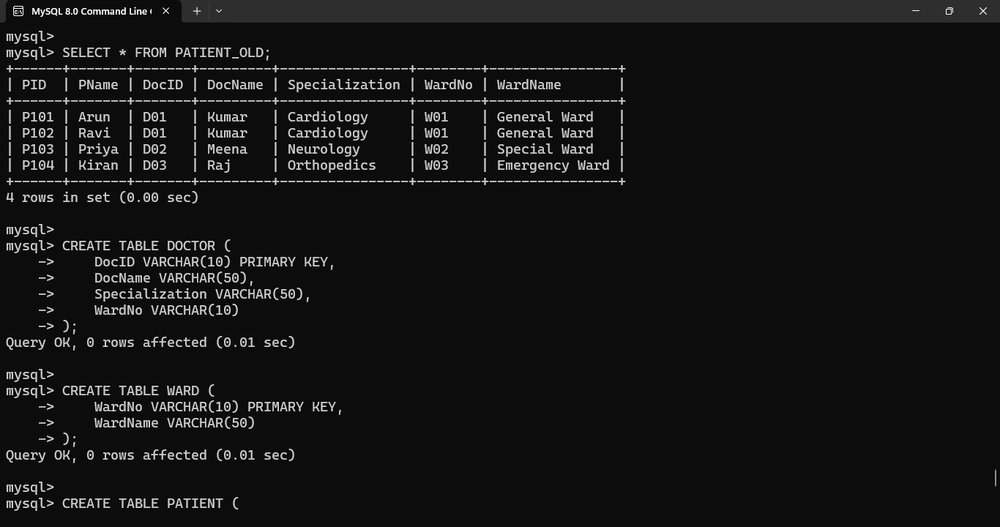 MySQL 8.0 Command Line (
mysql>
mysql> SELECT * FROM PATIENT_OLD;
+------+-------+-------+---------+----------------+--------+----------------+
| PID  | PName | DocID | DocName | Specialization | WardNo | WardName       |
+------+-------+-------+---------+----------------+--------+----------------+
| P101 | Arun  | D01   | Kumar   | Cardiology     | W01    | General Ward   |
| P102 | Ravi  | D01   | Kumar   | Cardiology     | W01    | General Ward   |
| P103 | Priya | D02   | Meena   | Neurology      | W02    | Special Ward   |
| P104 | Kiran | D03   | Raj     | Orthopedics    | W03    | Emergency Ward |
+------+-------+-------+---------+----------------+--------+----------------+
4 rows in set (0.00 sec)

mysql>
mysql> CREATE TABLE DOCTOR (
    ->     DocID VARCHAR(10) PRIMARY KEY,
    ->     DocName VARCHAR(50),
    ->     Specialization VARCHAR(50),
    ->     WardNo VARCHAR(10)
    -> );
Query OK, 0 rows affected (0.01 sec)

mysql>
mysql> CREATE TABLE WARD (
    ->     WardNo VARCHAR(10) PRIMARY KEY,
    ->     WardName VARCHAR(50)
    -> );
Query OK, 0 rows affected (0.01 sec)

mysql>
mysql> CREATE TABLE PATIENT (